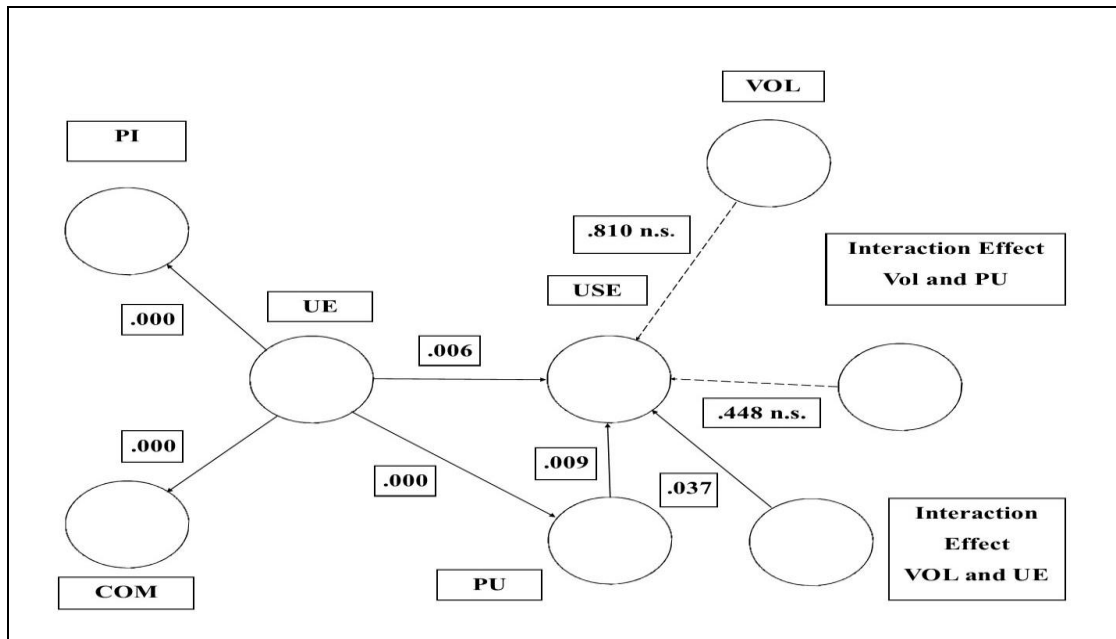 VOL
PI
.810 n.s.
Interaction Effect
Vol and PU
UE
USE
.000
.006
.448 n.s.
.000
.000
.009
.037
Interaction
Effect
VOL and UE
PU
COM